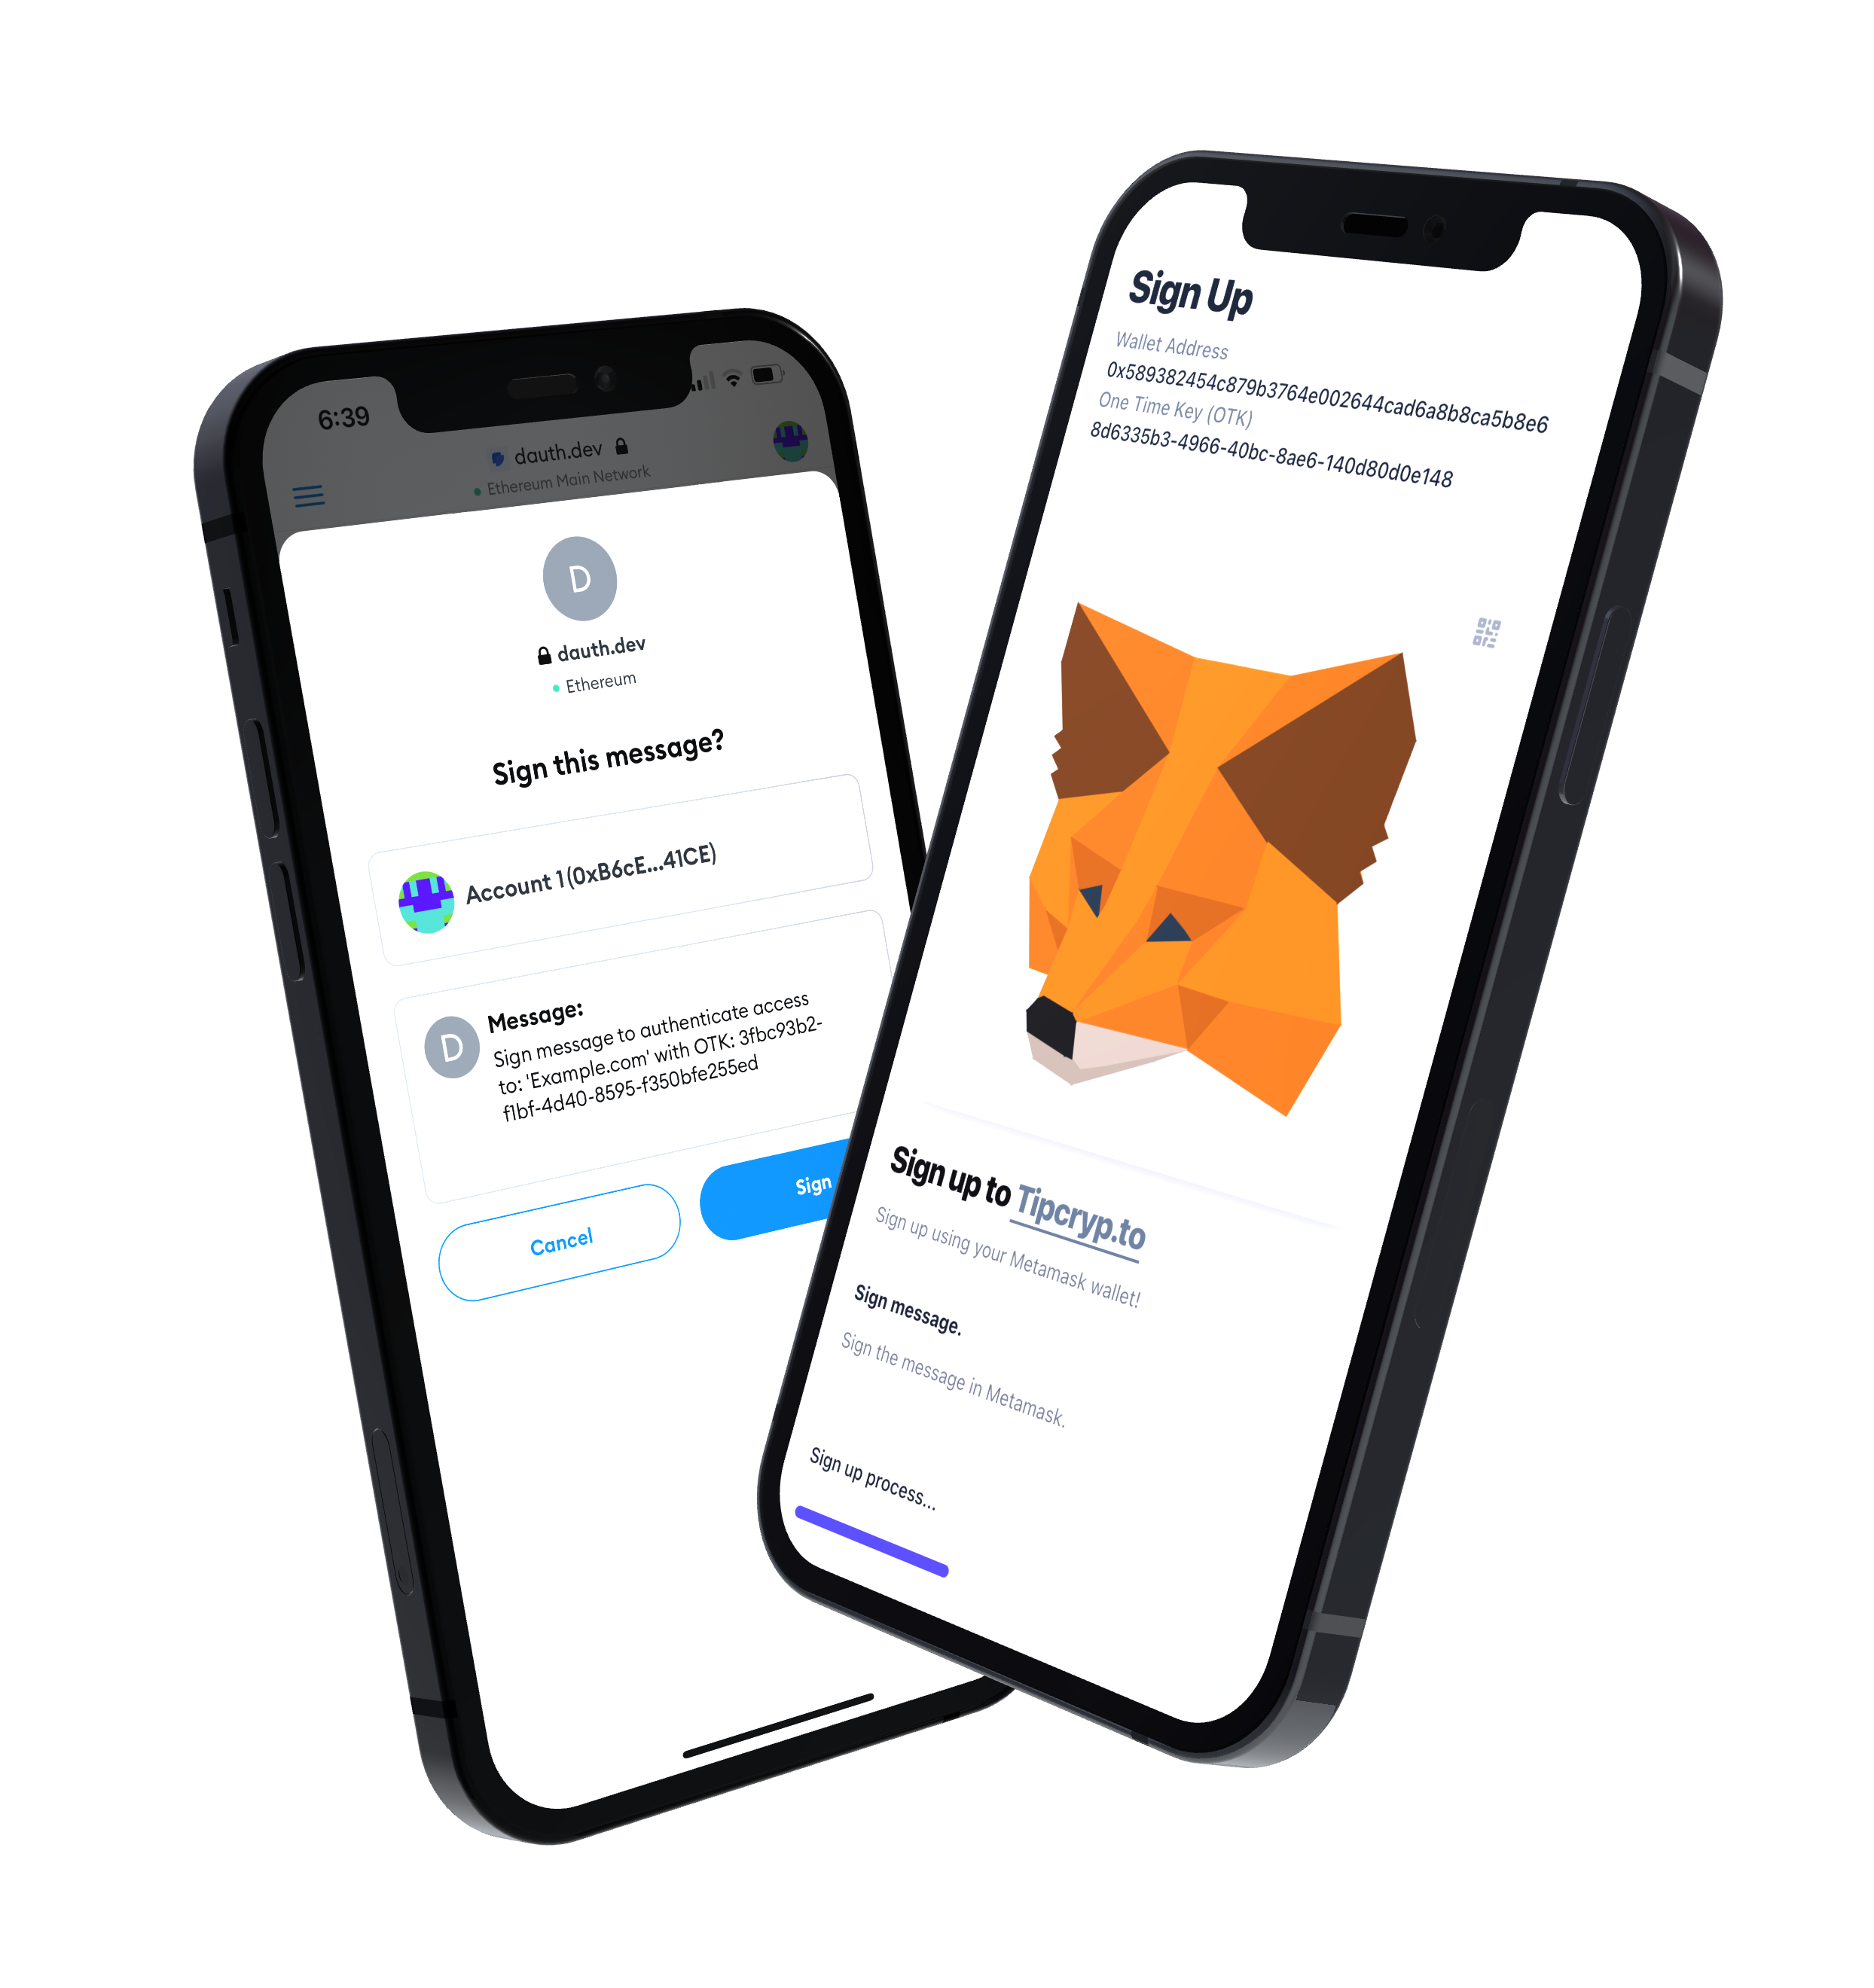 6:39
dauth.dev
Ethereum Main Network
D
dauth.dev
Ethereum
Sign this message?
Account 1 (0xB6cE...41CE)
D
Message:
Sign message to authenticate access
to: 'Example.com' with OTK: 3fbc93b2-
f1bf-4d40-8595-f350bfe255ed
Cancel
Sign
Sign Up
Wallet Address
0x589382454c879b3764e002644cad6a8b8ca5b8e6
One Time Key (OTK)
8d6335b3-4966-40bc-8ae6-140d80d0e148
Sign up to Tipcryp.to
Sign up using your Metamask wallet!
Sign message.
Sign the message in Metamask.
Sign up process...